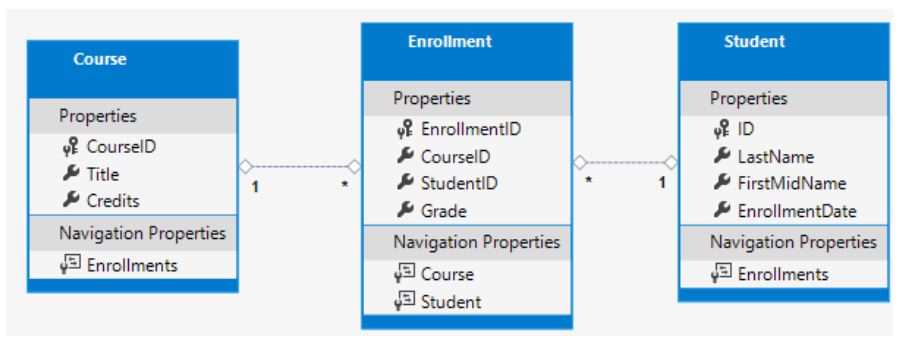 Course
Properties
CourseID
Title
Credits
Navigation Properties
Enrollments
1
*
Enrollment
Properties
EnrollmentID
CourseID
StudentID
Grade
Navigation Properties
Course
Student
*
1
Student
Properties
ID
LastName
FirstMidName
EnrollmentDate
Navigation Properties
Enrollments